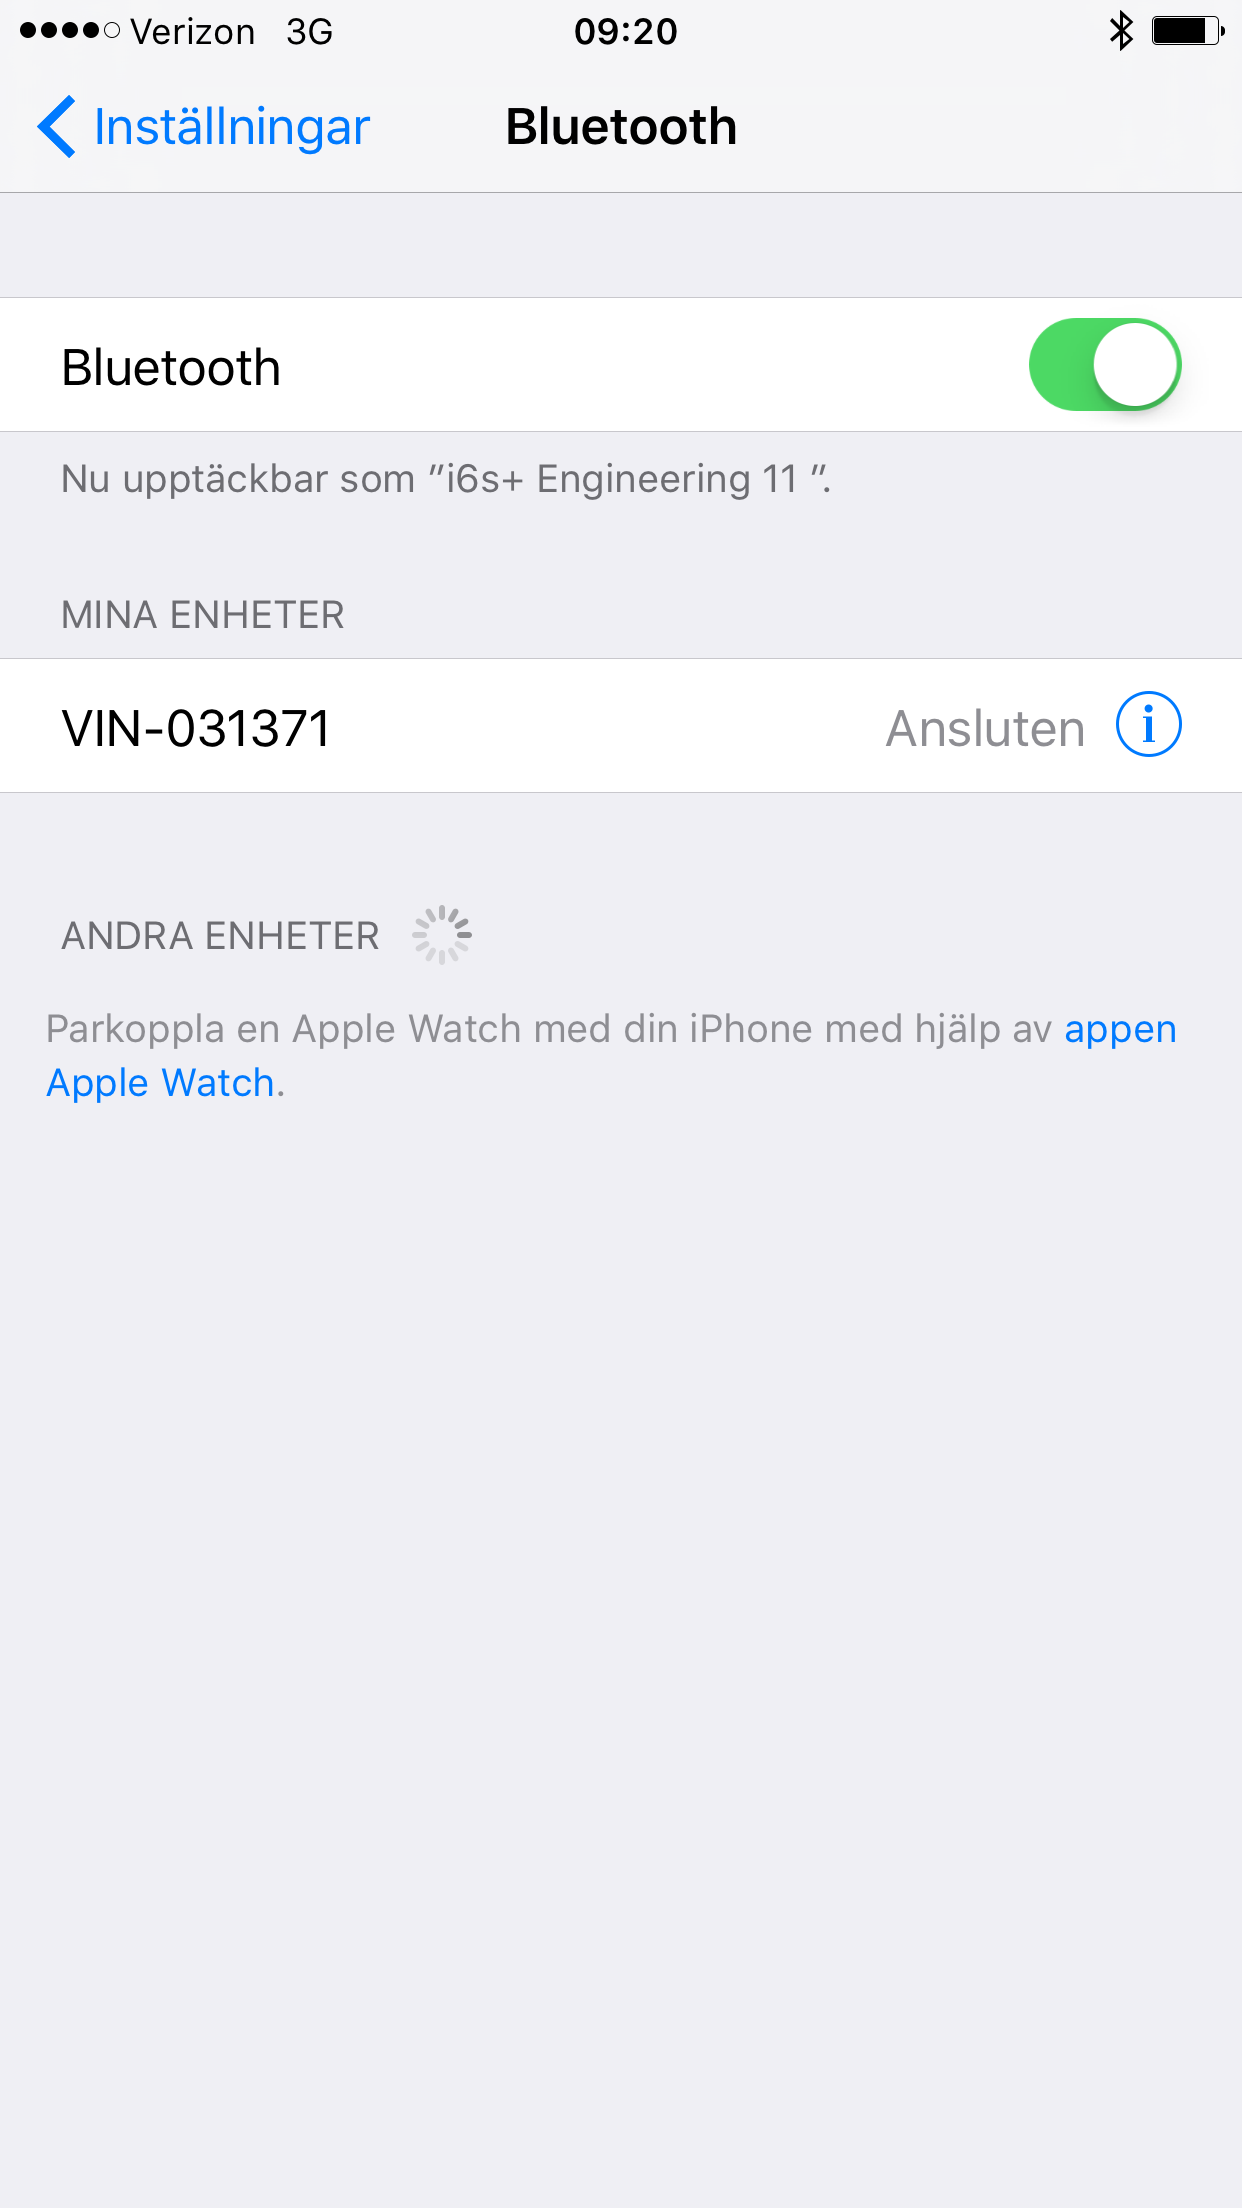 Verizon 3G 09:20
Inställningar Bluetooth
Bluetooth
Nu upptäckbar som ”i6s+ Engineering 11 ”.
MINA ENHETER
VIN-031371 Ansluten i
ANDRA ENHETER
Parkoppla en Apple Watch med din iPhone med hjälp av appen
Apple Watch.